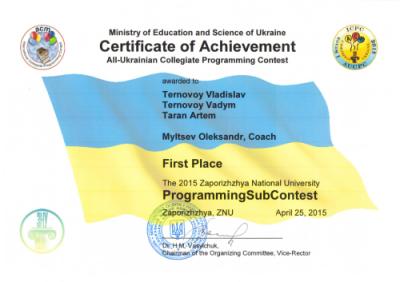 Ministry of Education and Science of Ukraine
Certificate of Achievement
All-Ukrainian Collegiate Programming Contest
acm
ICPC
2015
awarded to
Ternovoy Vladislav
Ternovoy Vadym
Taran Artem
Myltsev Oleksandr, Coach
First Place
The 2015 Zaporizhzhya National University
ProgrammingSubContest
Zaporizhzhya, ZNU April 25, 2015
Dr. H.M. Vasylchuk,
Chairman of the Organizing Committee, Vice-Rector